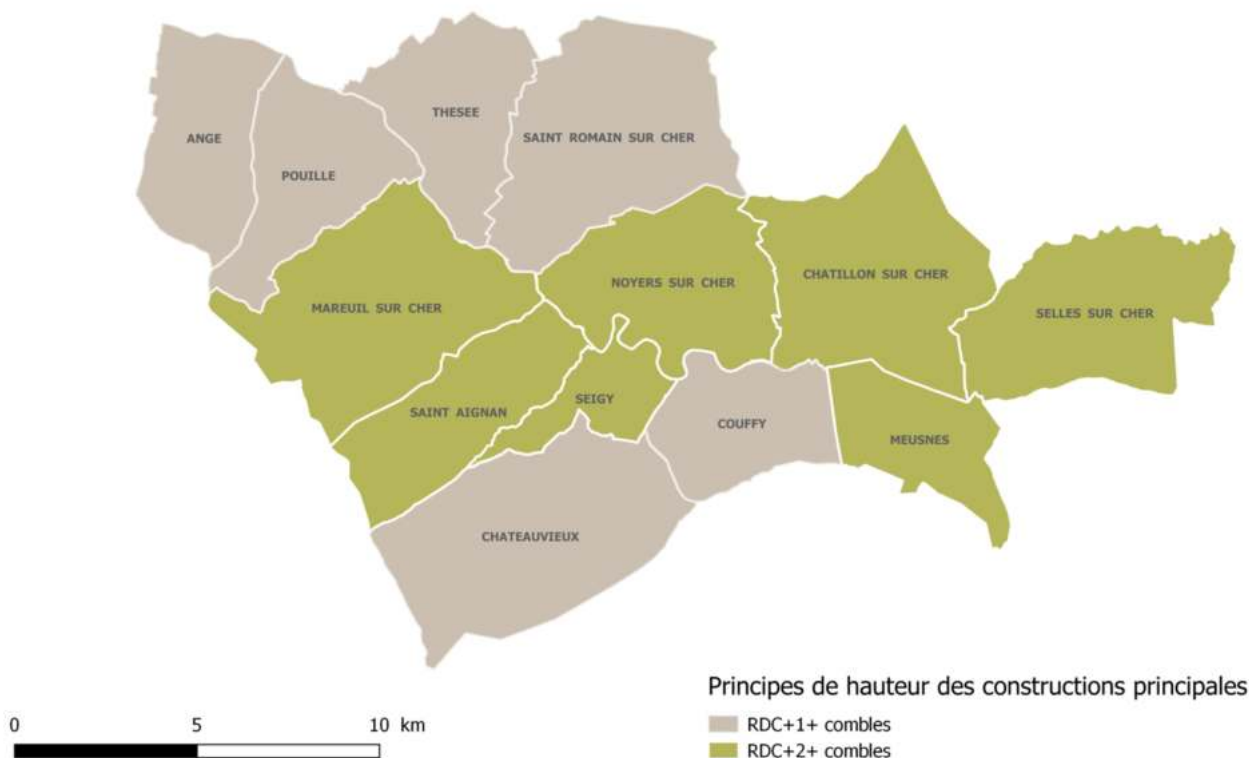 THESEE
ANGE
SAINT ROMAIN SUR CHER
POUILLE
CHATILLON SUR CHER
NOYERS SUR CHER
MAREUIL SUR CHER
SELLES SUR CHER
SEIGY
SAINT AIGNAN
COUFFY
MEUSNES
CHATEAUVIEUX
Principes de hauteur des constructions principales
0 5 10 km
RDC+1+ combles
RDC+2+ combles